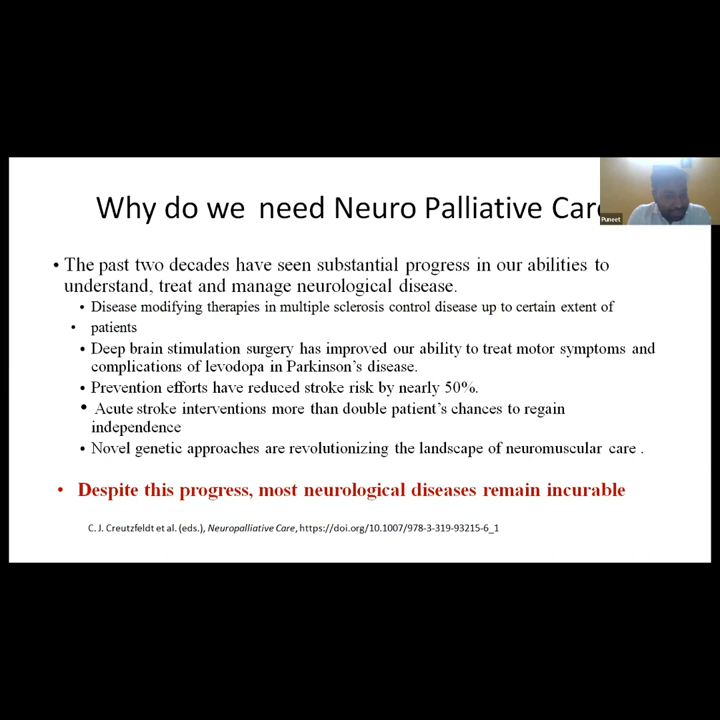 Why do we need Neuro Palliative Care
Puneet
• The past two decades have seen substantial progress in our abilities to
understand, treat and manage neurological disease.
• Disease modifying therapies in multiple sclerosis control disease up to certain extent of
• patients
• Deep brain stimulation surgery has improved our ability to treat motor symptoms and
complications of levodopa in Parkinson's disease.
• Prevention efforts have reduced stroke risk by nearly 50%.
• Acute stroke interventions more than double patient's chances to regain
independence
• Novel genetic approaches are revolutionizing the landscape of neuromuscular care .
• Despite this progress, most neurological diseases remain incurable
C. J. Creutzfeldt et al. (eds.), Neuropalliative Care, https://doi.org/10.1007/978-3-319-93215-6_1